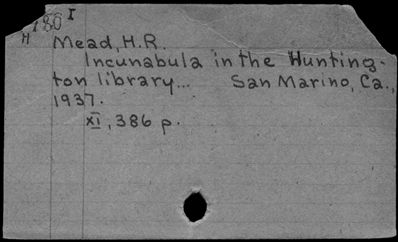 180 I
H
Mead, H.R.
Incunabula in the Hunting-
ton library... San Marino, Ca.,
1937.
XI, 386 p.